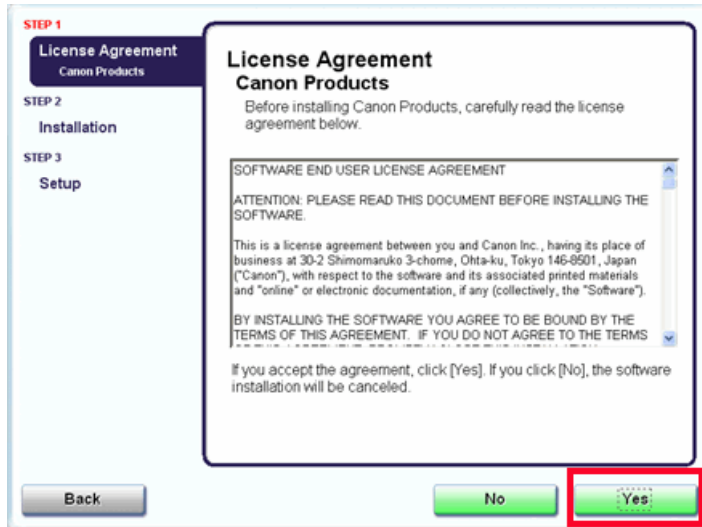 STEP 1
License Agreement
Canon Products
STEP 2
Installation
STEP 3
Setup
License Agreement
Canon Products
Before installing Canon Products, carefully read the license
agreement below.
SOFTWARE END USER LICENSE AGREEMENT
ATTENTION: PLEASE READ THIS DOCUMENT BEFORE INSTALLING THE
SOFTWARE.
This is a license agreement between you and Canon Inc., having its place of
business at 30-2 Shimomaruko 3-chome, Ohta-ku, Tokyo 146-8501, Japan
("Canon"), with respect to the software and its associated printed materials
and "online" or electronic documentation, if any (collectively, the "Software").
BY INSTALLING THE SOFTWARE YOU AGREE TO BE BOUND BY THE
TERMS OF THIS AGREEMENT. IF YOU DO NOT AGREE TO THE TERMS
If you accept the agreement, click [Yes]. If you click [No], the software
installation will be canceled.
Back
No
Yes